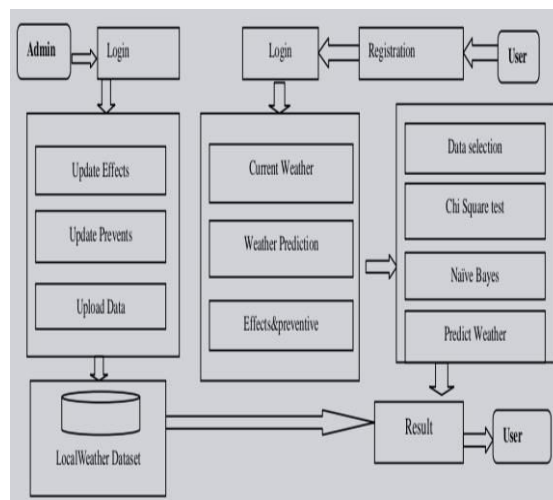 Admin
Login
Login
Registration
User
Update Effects
Update Prevents
Upload Data
Current Weather
Weather Prediction
Effects&preventive
Data selection
Chi Square test
Naïve Bayes
Predict Weather
LocalWeather Dataset
Result
User